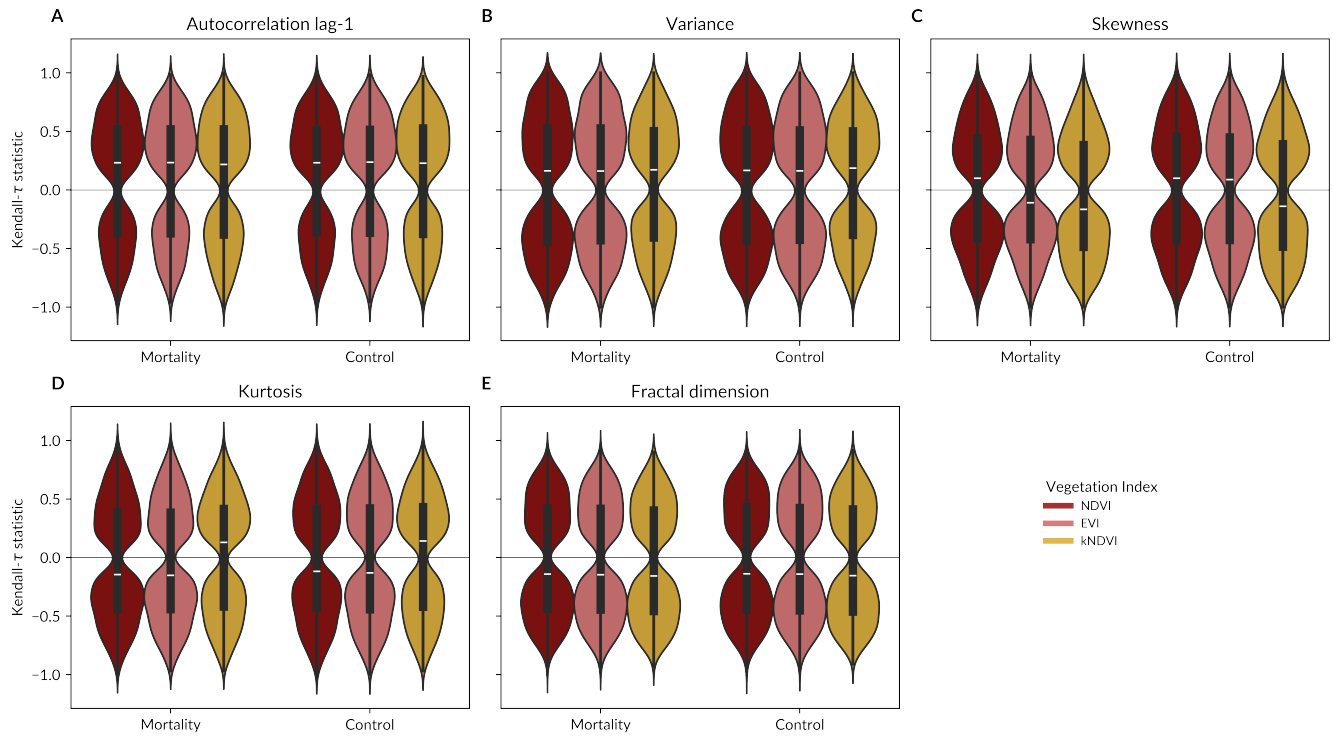 A
Autocorrelation lag-1
B
Variance
C
Skewness
Kendall-τ statistic
1.0
0.5
0.0
−0.5
−1.0
Mortality
Control
Mortality
Control
Mortality
Control
D
Kurtosis
E
Fractal dimension
Kendall-τ statistic
1.0
0.5
0.0
−0.5
−1.0
Mortality
Control
Mortality
Control
Vegetation Index
NDVI
EVI
kNDVI